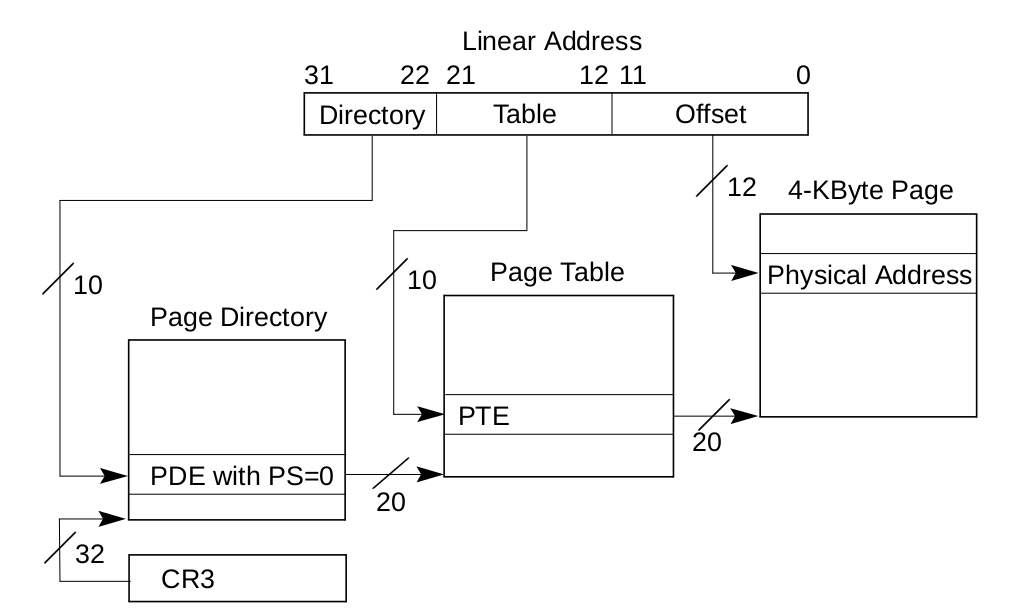 Linear Address
31 22 21 12 11 0
Directory Table Offset
12
4-KByte Page
Physical Address
10
10
Page Table
Page Directory
PTE
20
PDE with PS=0
20
32
CR3